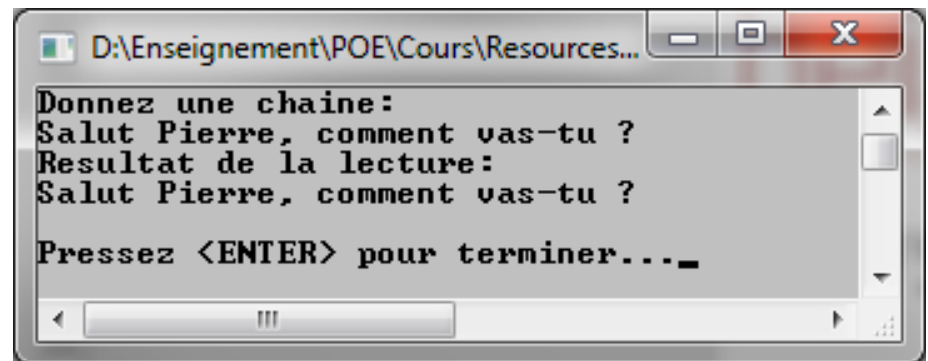 D:\Enseignement\POE\Cours\Resources...
Donnez une chaine:
Salut Pierre, comment vas-tu ?
Resultat de la lecture:
Salut Pierre, comment vas-tu ?
Pressez <ENTER> pour terminer..._